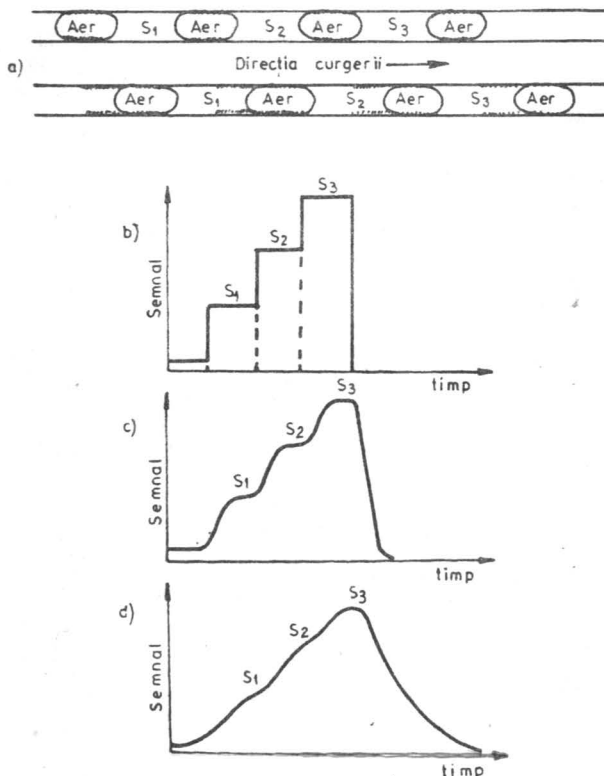 Aer S1 Aer S2 Aer S3 Aer
a) Direcția curgerii
Aer S1 Aer S2 Aer S3 Aer
b) Semnal S1 S2 S3
timp
c) Semnal S1 S2 S3
timp
d) Semnal S1 S2 S3
timp